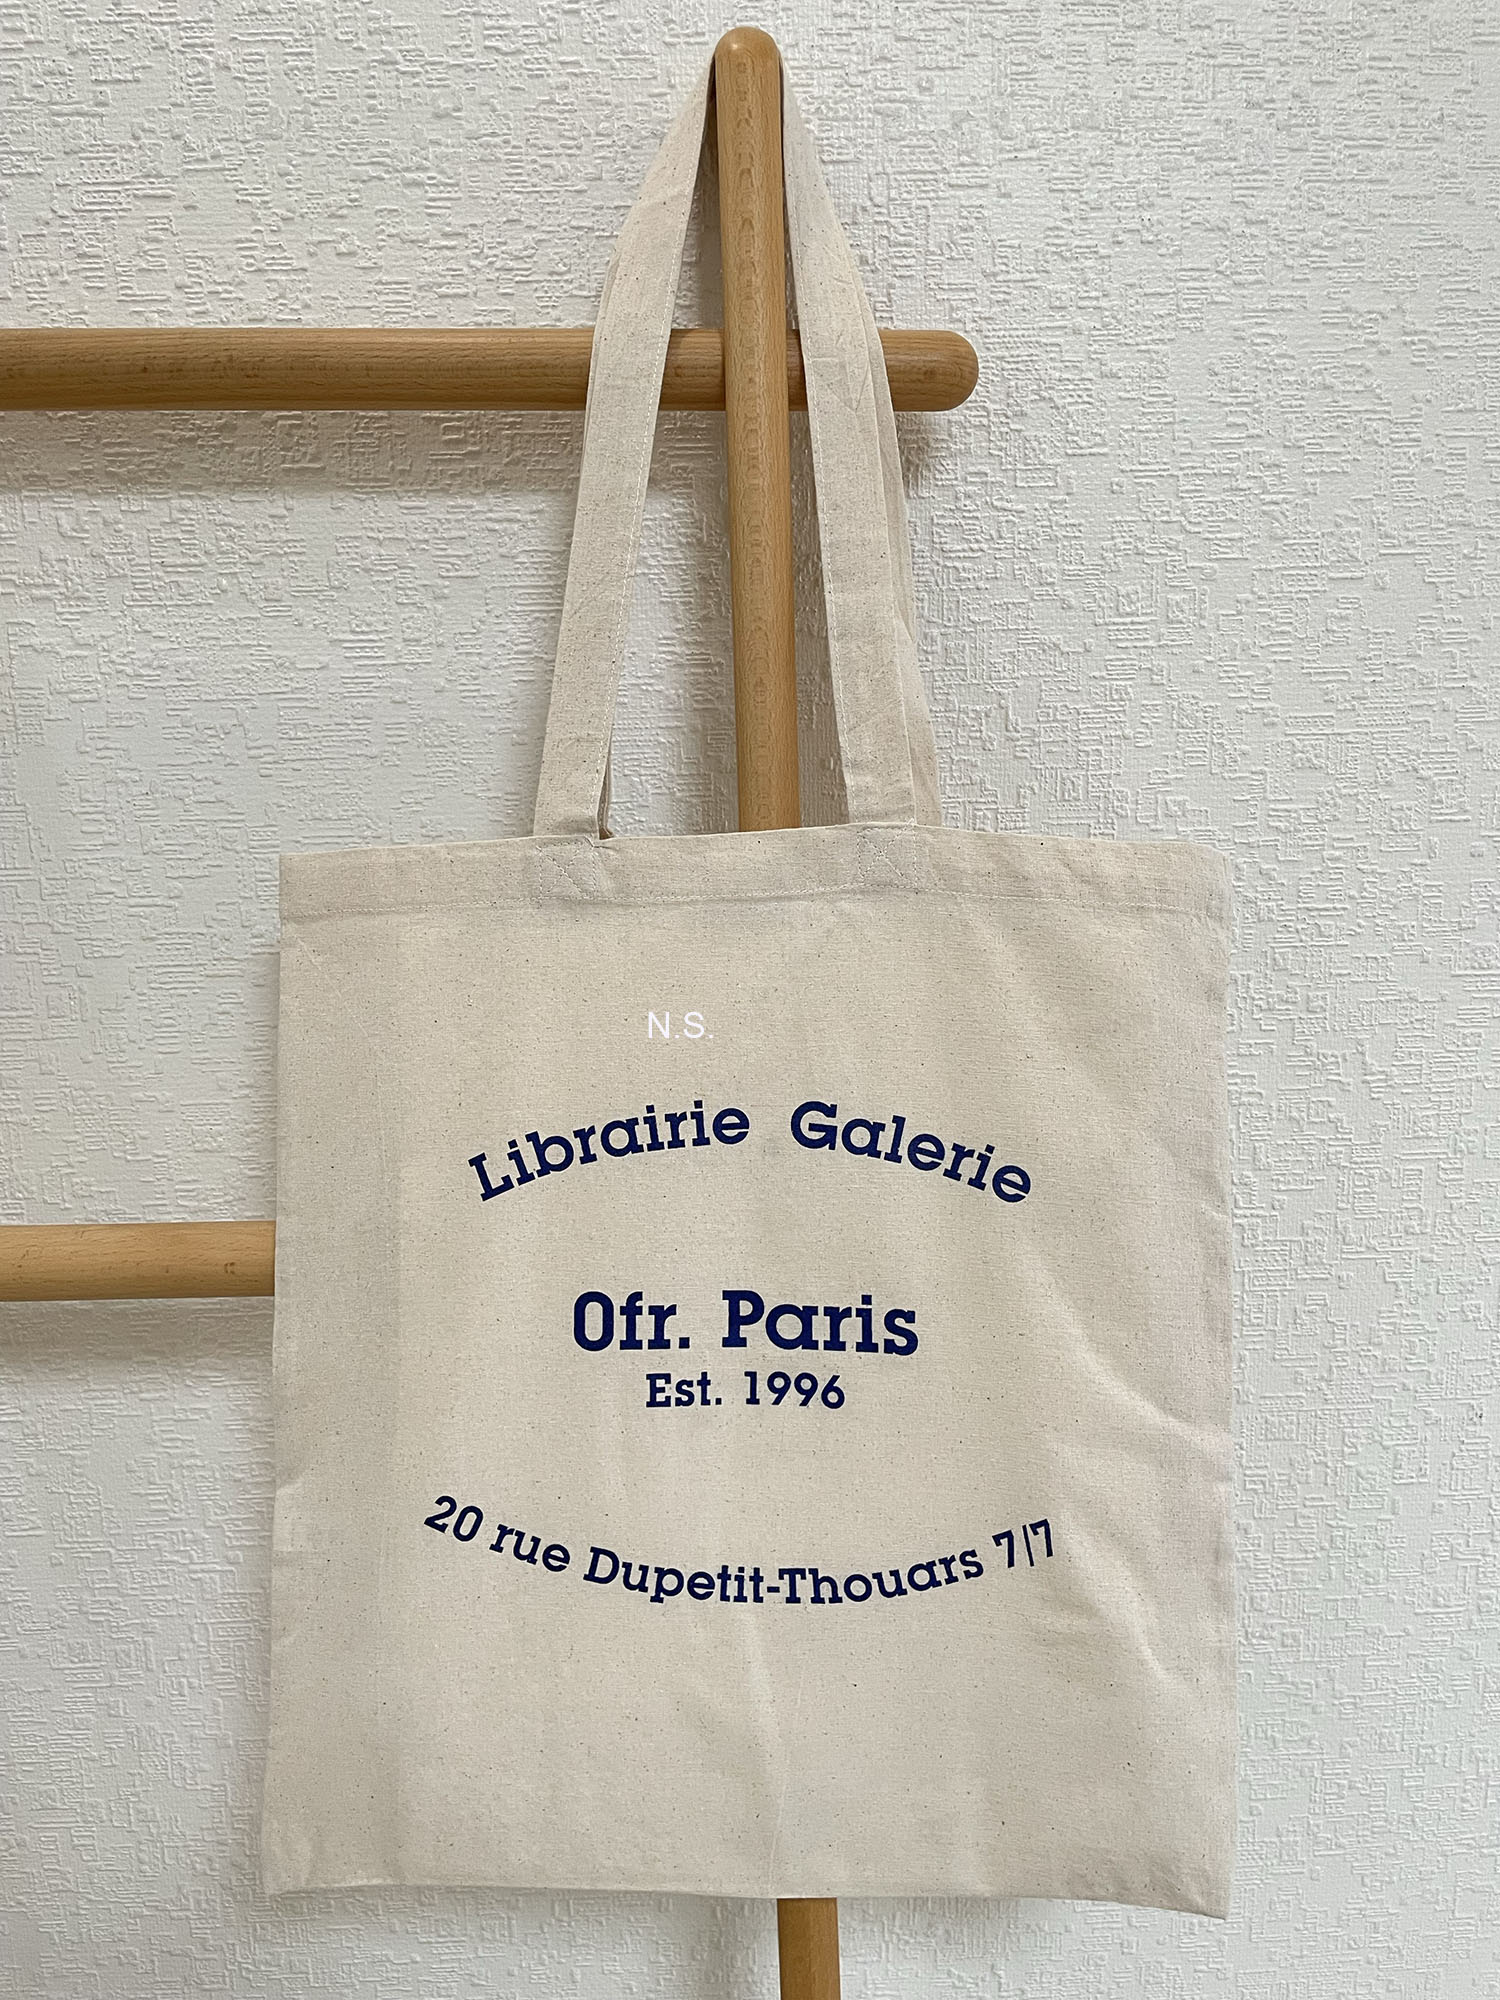 N.S.
Librairie Galerie
Ofr. Paris
Est. 1996
20 rue Dupetit-Thouars 7|7